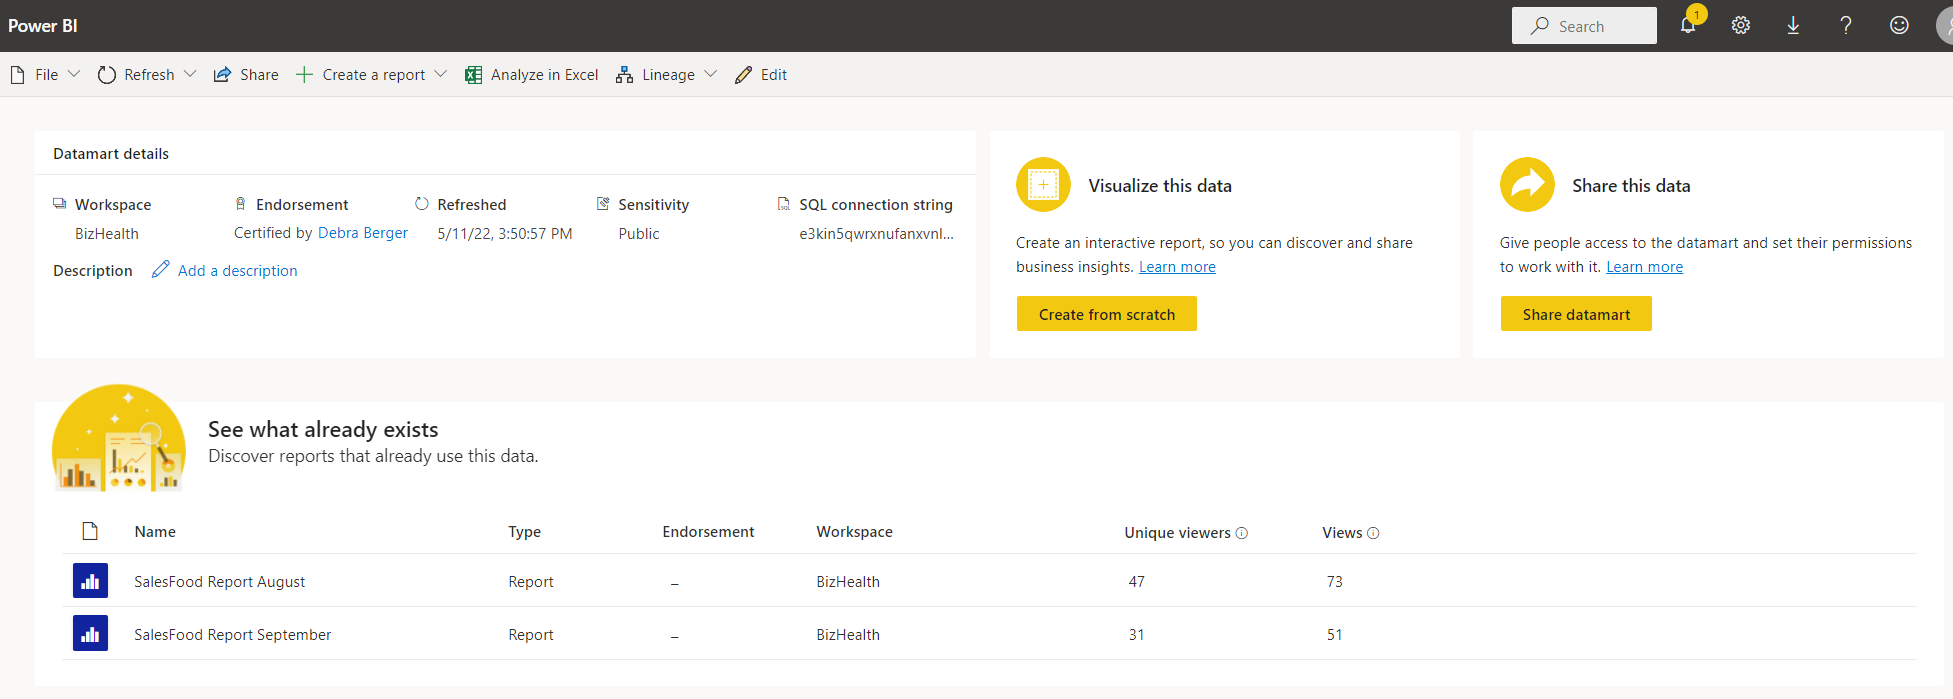 Power BI
Search
1
File
Refresh
Share
Create a report
Analyze in Excel
Lineage
Edit
Datamart details
Workspace
BizHealth
Endorsement
Certified by Debra Berger
Refreshed
5/11/22, 3:50:57 PM
Sensitivity
Public
SQL connection string
e3kin5qwrxnufanxvnl...
Description
Add a description
Visualize this data
Create an interactive report, so you can discover and share
business insights. Learn more
Create from scratch
Share this data
Give people access to the datamart and set their permissions
to work with it. Learn more
Share datamart
See what already exists
Discover reports that already use this data.
Name Type Endorsement Workspace Unique viewers Views
SalesFood Report August Report – BizHealth 47 73
SalesFood Report September Report – BizHealth 31 51